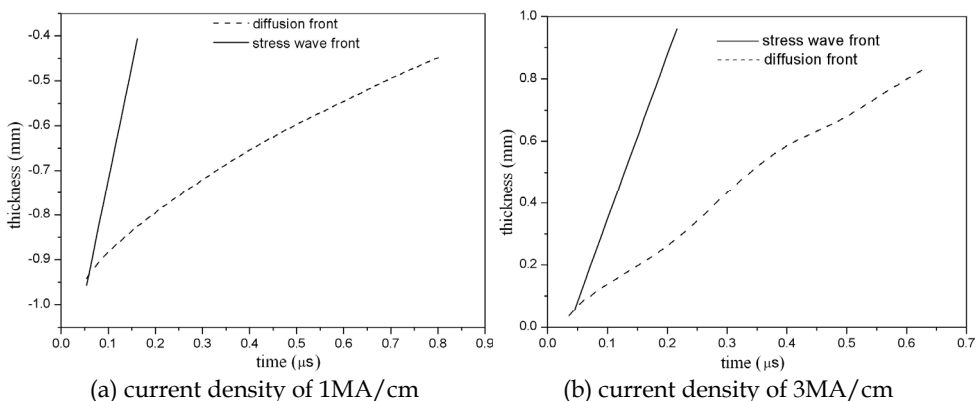 diffusion front
stress wave front
-0.4
-0.5
-0.6
-0.7
-0.8
-0.9
-1.0
thickness (mm)
0.0 0.1 0.2 0.3 0.4 0.5 0.6 0.7 0.8 0.9
time (μs)
(a) current density of 1MA/cm
stress wave front
diffusion front
1.0
0.8
0.6
0.4
0.2
0.0
thickness (mm)
0.0 0.1 0.2 0.3 0.4 0.5 0.6 0.7
time (μs)
(b) current density of 3MA/cm